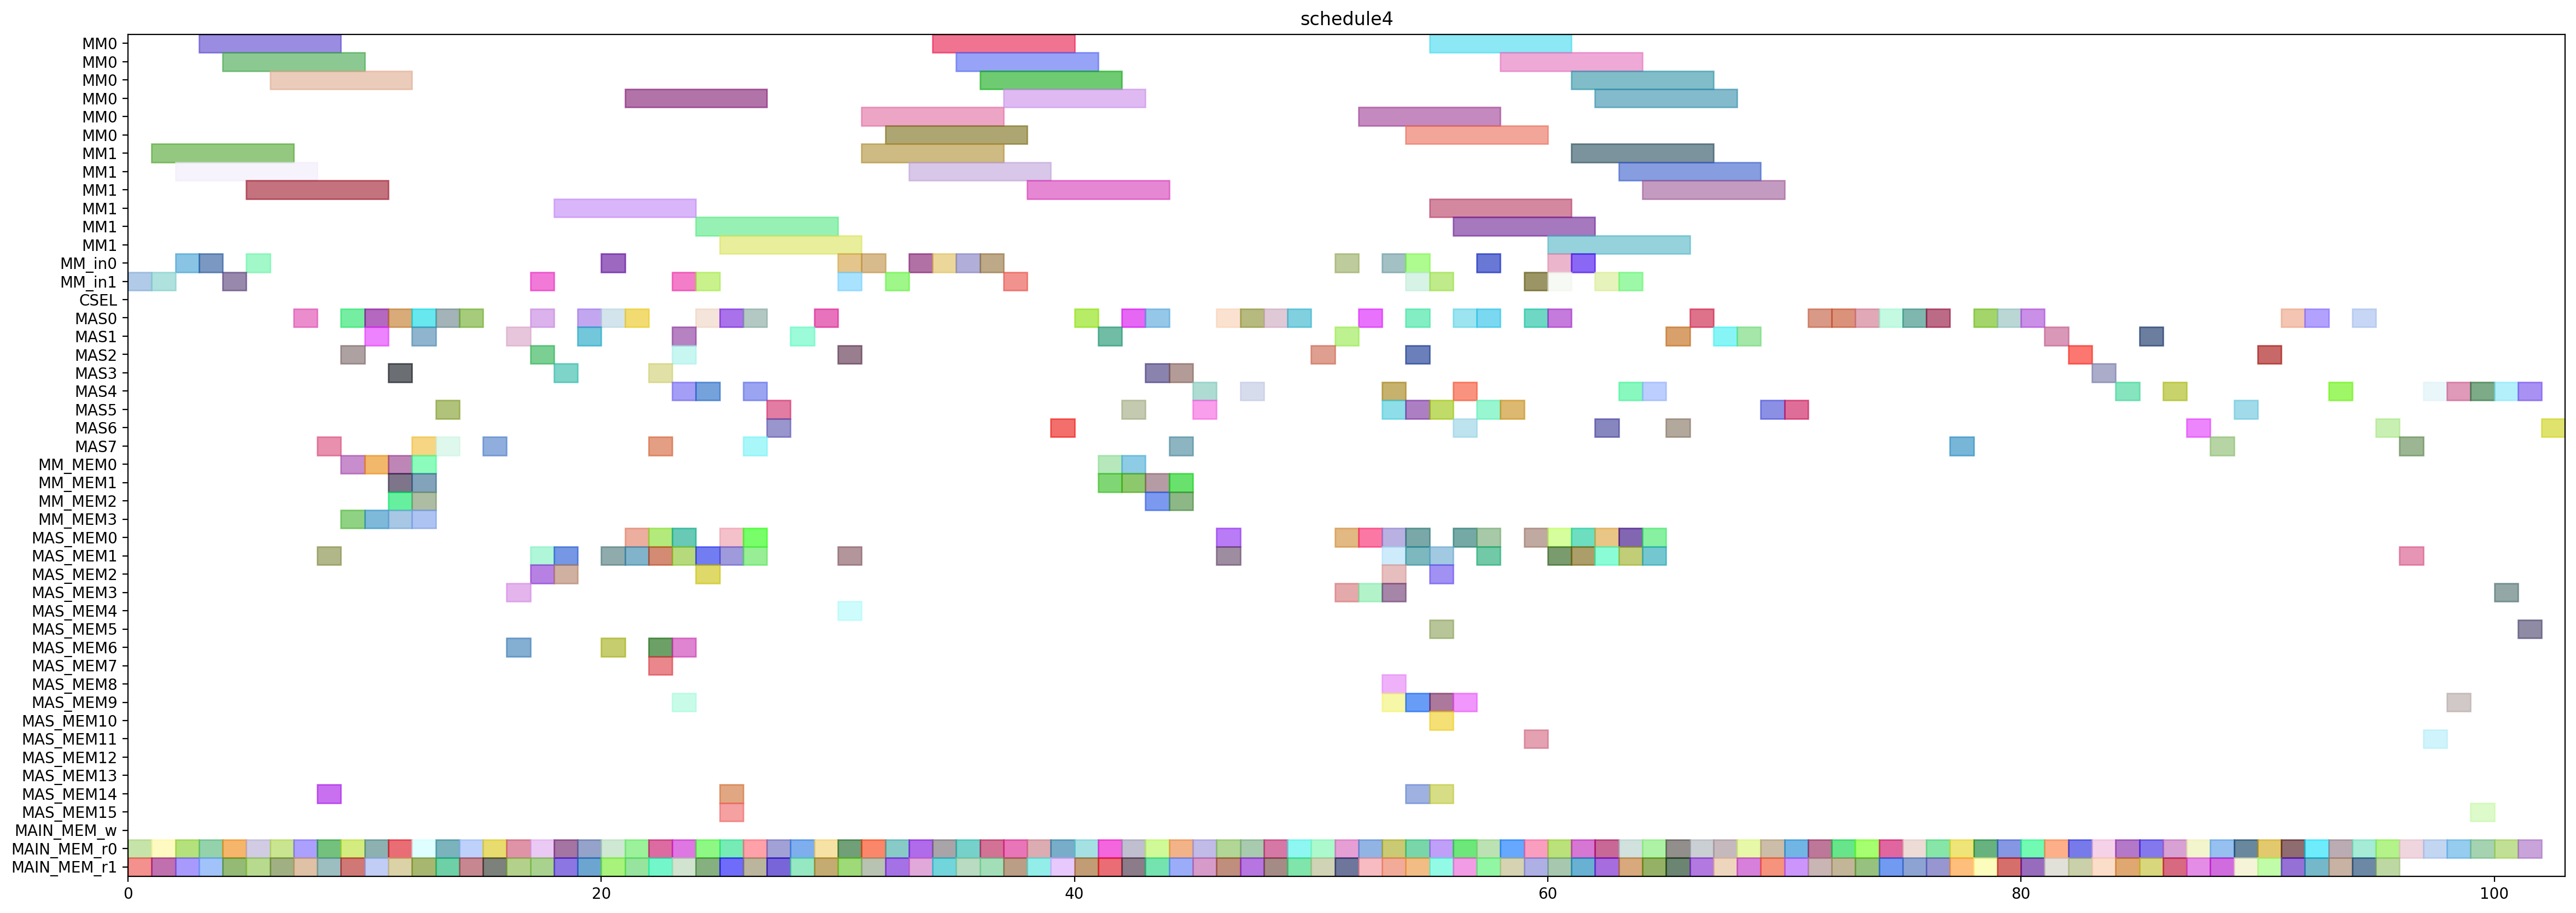 schedule4
MM0
MM0
MM0
MM0
MM0
MM0
MM1
MM1
MM1
MM1
MM1
MM1
MM_in0
MM_in1
CSEL
MAS0
MAS1
MAS2
MAS3
MAS4
MAS5
MAS6
MAS7
MM_MEM0
MM_MEM1
MM_MEM2
MM_MEM3
MAS_MEM0
MAS_MEM1
MAS_MEM2
MAS_MEM3
MAS_MEM4
MAS_MEM5
MAS_MEM6
MAS_MEM7
MAS_MEM8
MAS_MEM9
MAS_MEM10
MAS_MEM11
MAS_MEM12
MAS_MEM13
MAS_MEM14
MAS_MEM15
MAIN_MEM_w
MAIN_MEM_r0
MAIN_MEM_r1
0 20 40 60 80 100